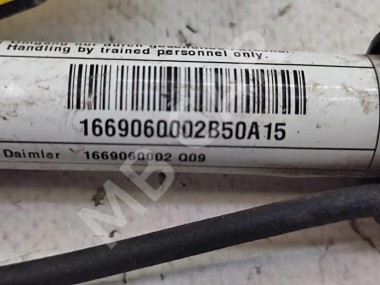 Handling by trained personnel only.
1669060002B50A15
Daimler 1669060002 Q09